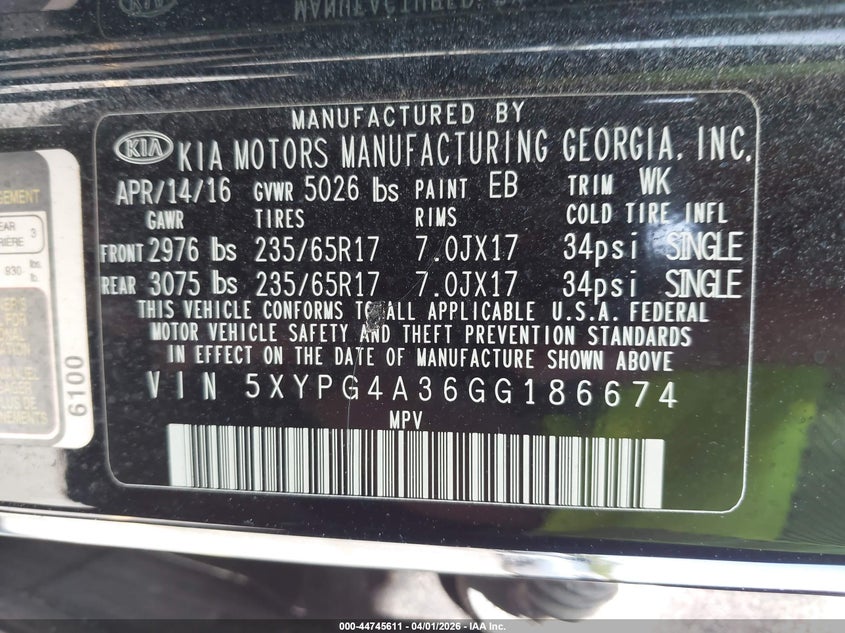 MANUFACTURED BY
KIA KIA MOTORS MANUFACTURING GEORGIA, INC.
APR/14/16 GVWR 5026 lbs PAINT EB TRIM WK
GAWR TIRES RIMS COLD TIRE INFL
FRONT 2976 lbs 235/65R17 7.0JX17 34psi SINGLE
REAR 3075 lbs 235/65R17 7.0JX17 34psi SINGLE
THIS VEHICLE CONFORMS TO ALL APPLICABLE U.S.A. FEDERAL
MOTOR VEHICLE SAFETY AND THEFT PREVENTION STANDARDS
IN EFFECT ON THE DATE OF MANUFACTURE SHOWN ABOVE
VIN 5XYPG4A36GG186674
MPV
3
930
6100
000-44745611 - 04/01/2026 - IAA Inc.